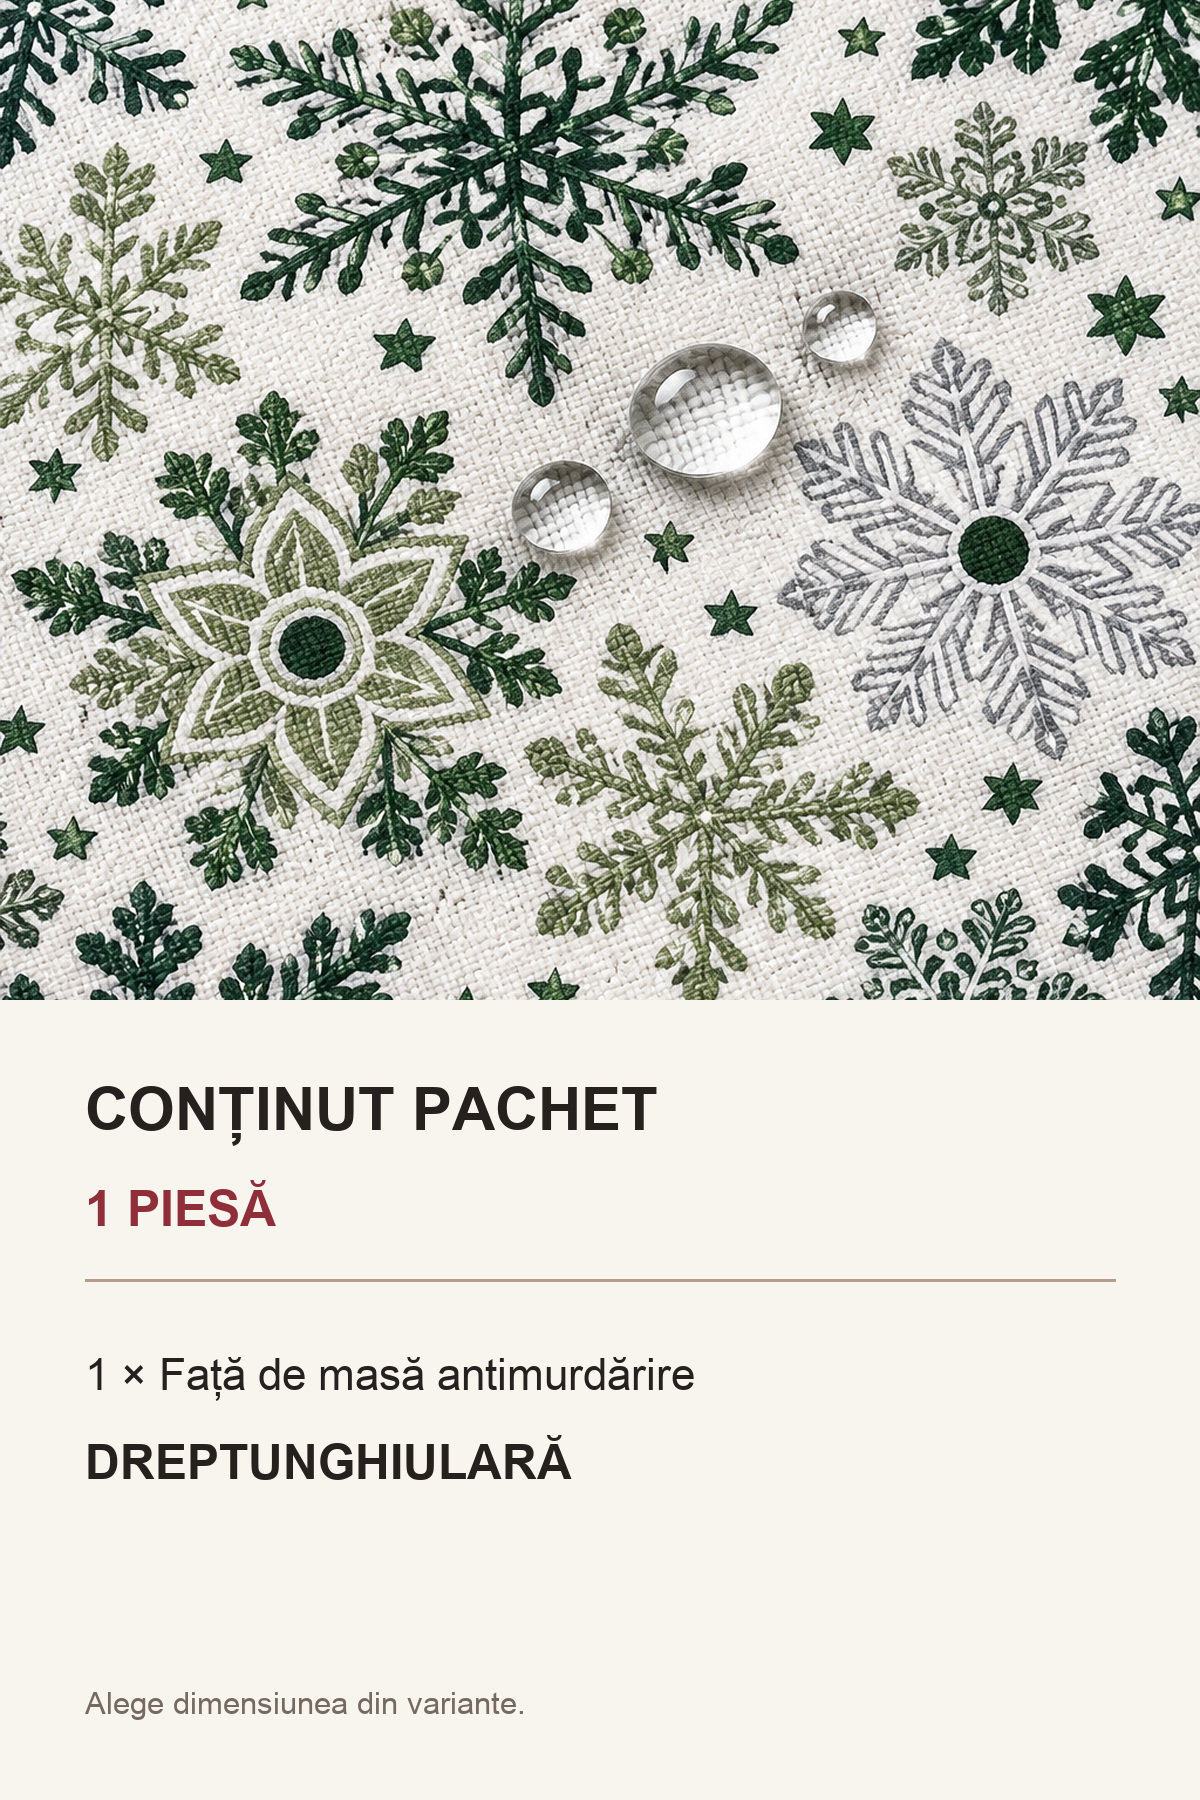 CONȚINUT PACHET
1 PIESĂ
1 × Față de masă antimurdărire
DREPTUNGHIULARĂ
Alege dimensiunea din variante.